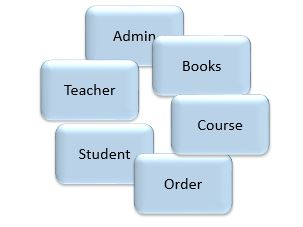 Admin
Books
Teacher
Course
Student
Order